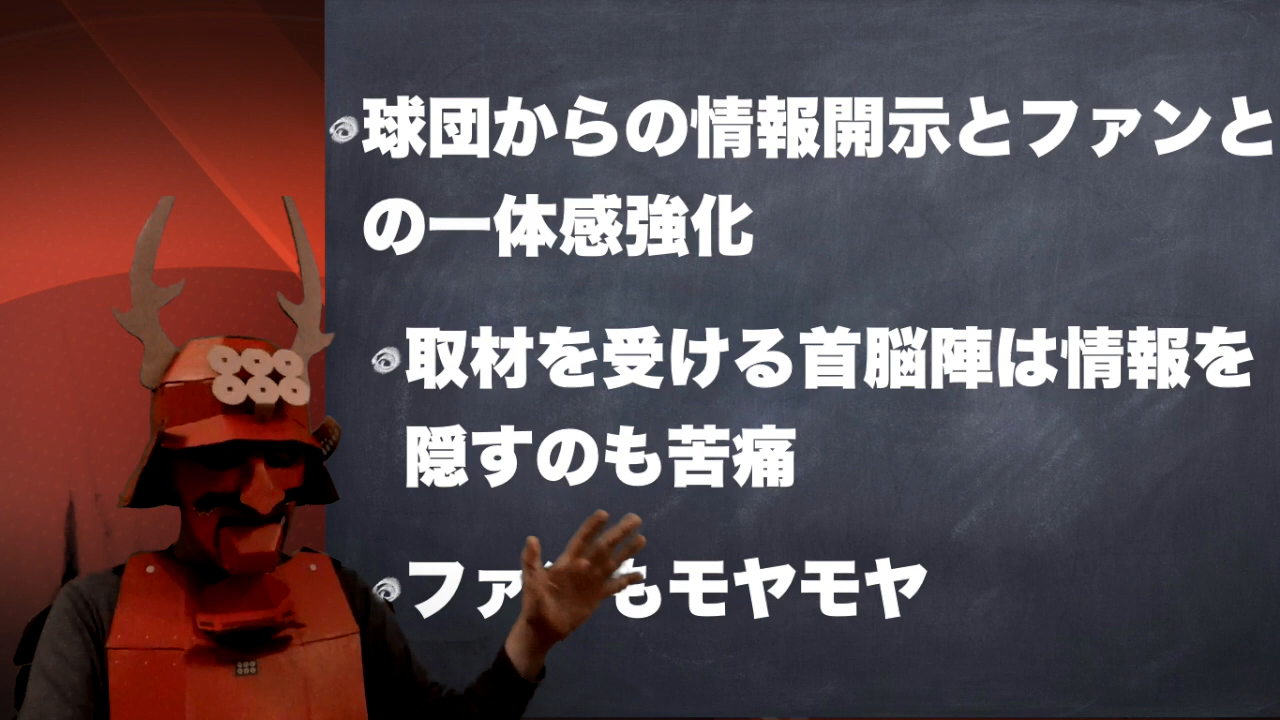 球団からの情報開示とファンと
の一体感強化
取材を受ける首脳陣は情報を
隠すのも苦痛
ファ もモヤモヤ